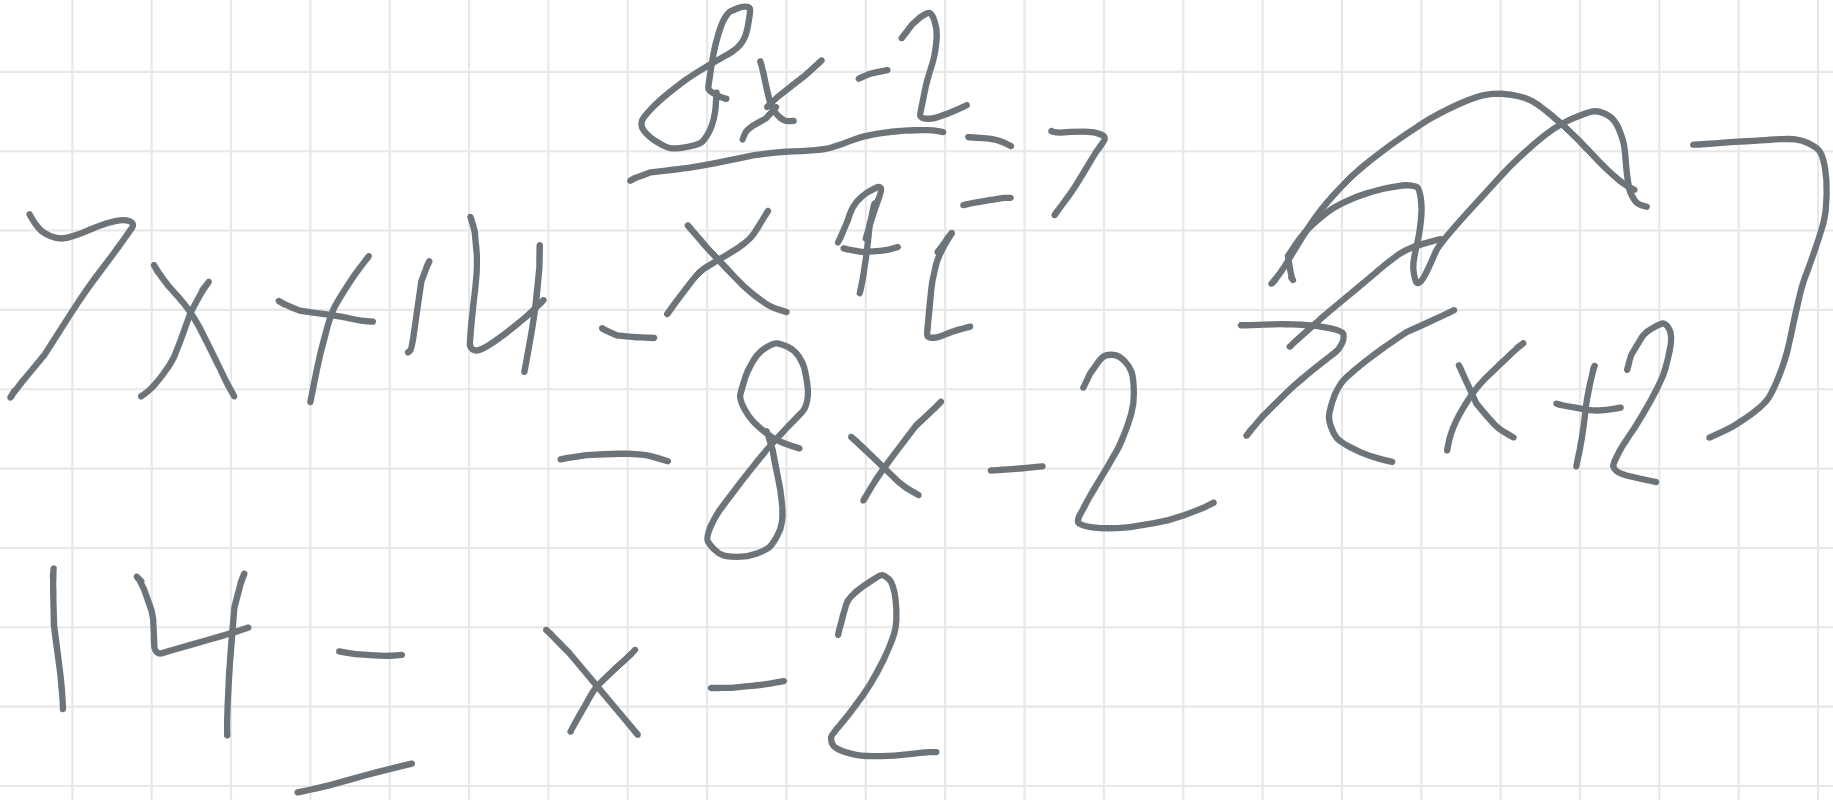 8x - 2
x + 2 = 7
7(x + 2)
7x + 14 = 8x - 2
14 = x - 2